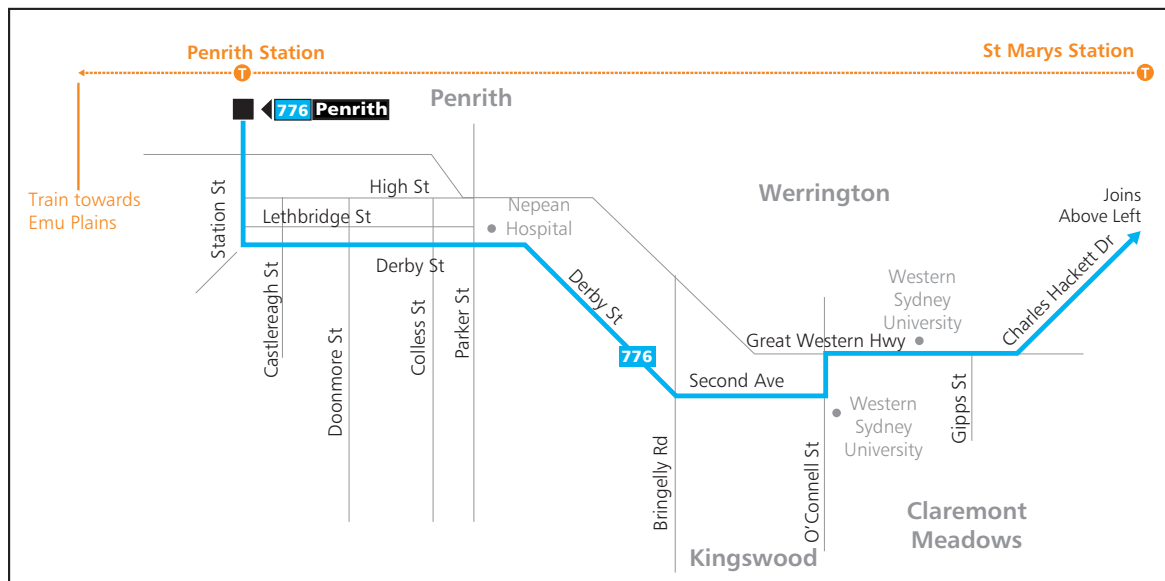 Penrith Station
St Marys Station
T
T
Penrith
776 Penrith
Train towards
Emu Plains
Station St
High St
Lethbridge St
Nepean
Hospital
Werrington
Joins
Above Left
Castlereagh St
Doonmore St
Derby St
Colless St
Parker St
Derby St
776
Bringelly Rd
Second Ave
Great Western Hwy
Western
Sydney
University
Charles Hackett Dr
Western
Sydney
University
O'Connell St
Gipps St
Kingswood
Claremont
Meadows